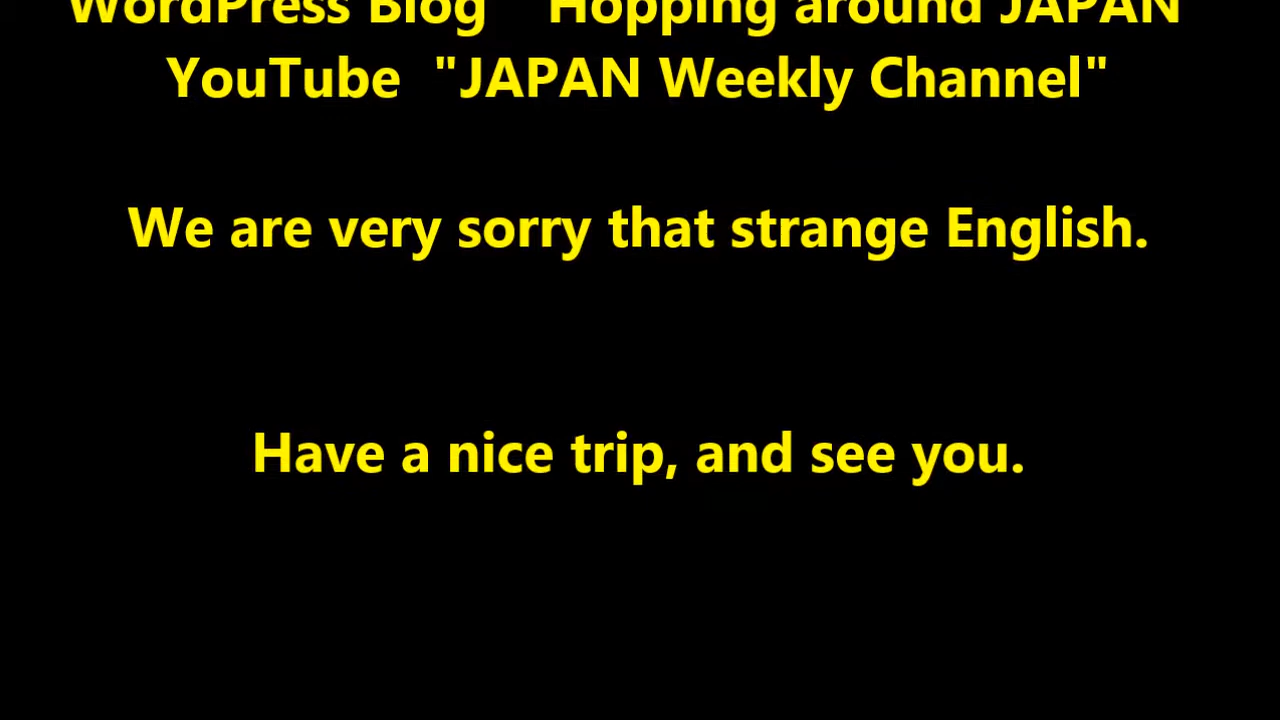 WordPress Blog "Hopping around JAPAN"
YouTube "JAPAN Weekly Channel"
We are very sorry that strange English.
Have a nice trip, and see you.